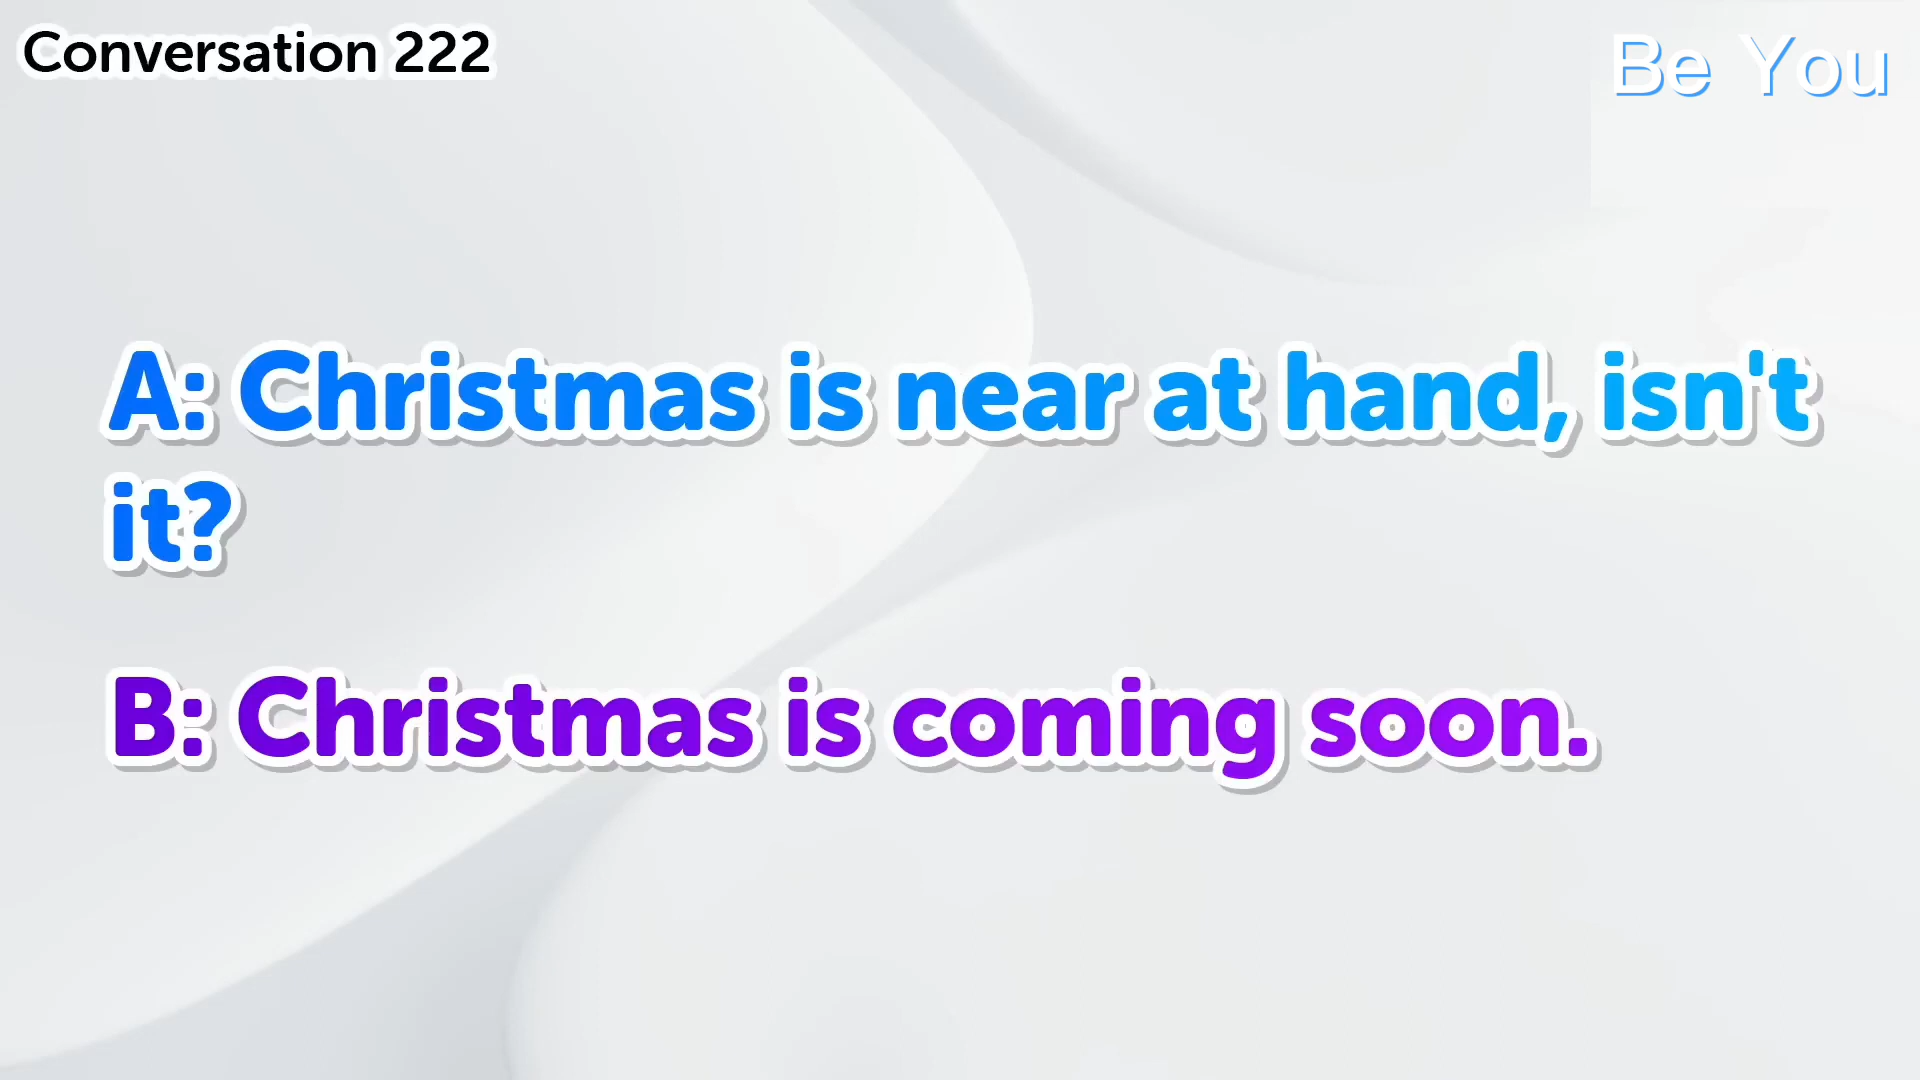 Conversation 222
Be You
A: Christmas is near at hand, isn't
it?
B: Christmas is coming soon.